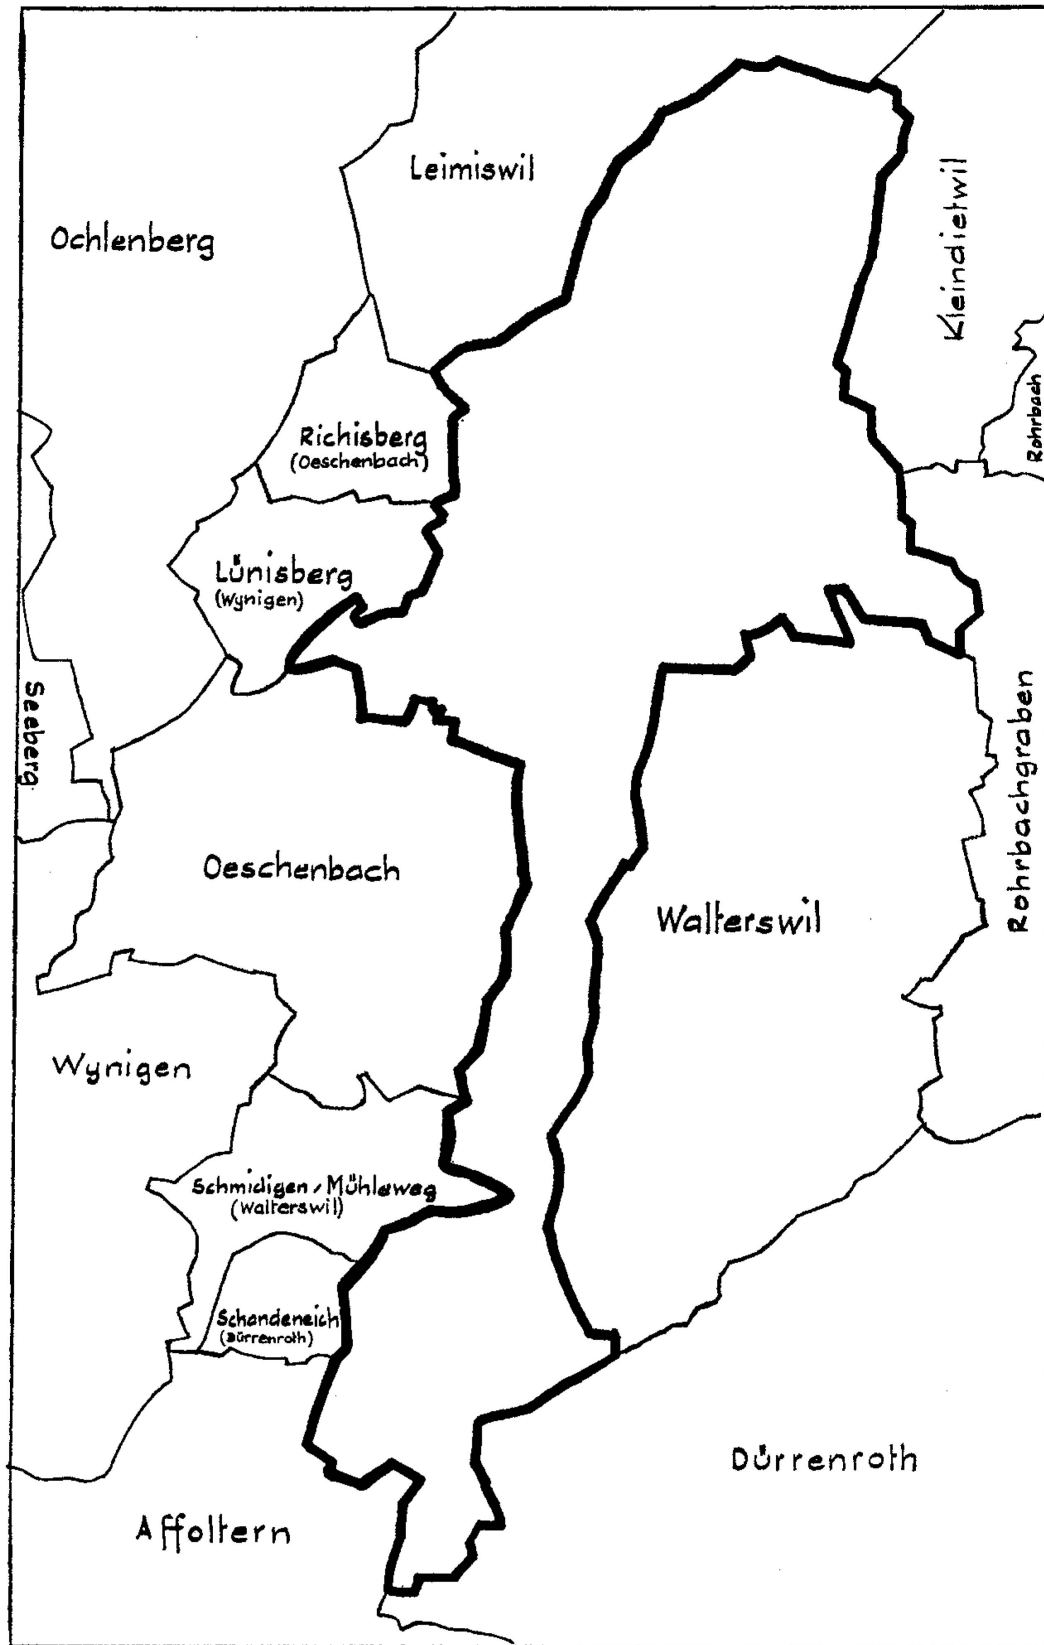 Leimiswil
Ochlenberg
Kleindietwil
Rohrbach
Richisberg
(Oeschenbach)
Lünisberg
(Wynigen)
Seeberg
Rohrbachgraben
Oeschenbach
Walterswil
Wynigen
Schmidigen, Mühleweg
(Walterswil)
Schandeneich
(Dürrenroth)
Dürrenroth
Affoltern